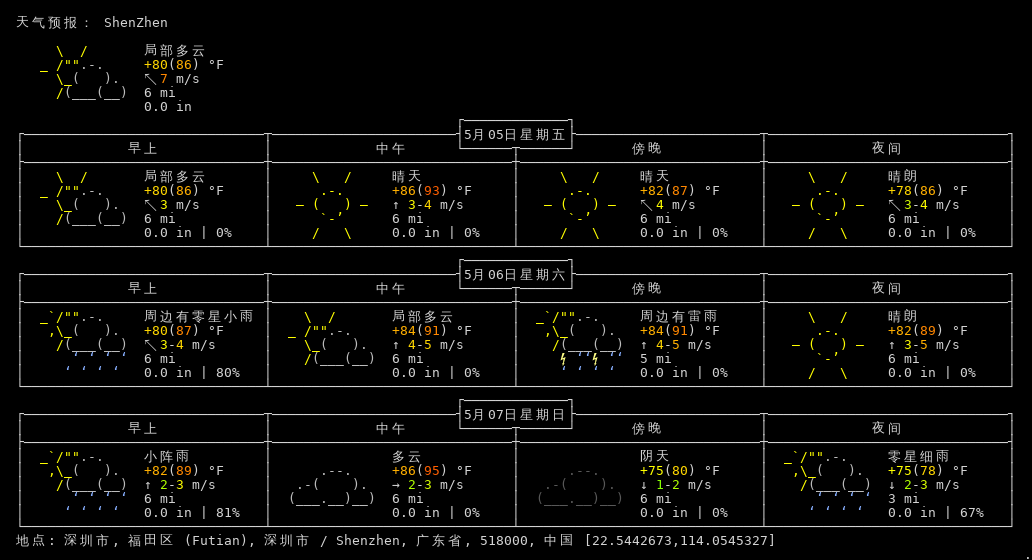 天气预报: ShenZhen
局部多云
+80(86) °F
↖7 m/s
6 mi
0.0 in
5月05日星期五
早上 中午 傍晚 夜间
局部多云 晴天 晴天 晴朗
+80(86) °F +86(93) °F +82(87) °F +78(86) °F
↖3 m/s ↑ 3-4 m/s ↖4 m/s ↖3-4 m/s
6 mi 6 mi 6 mi 6 mi
0.0 in | 0% 0.0 in | 0% 0.0 in | 0% 0.0 in | 0%
5月06日星期六
早上 中午 傍晚 夜间
周边有零星小雨 局部多云 周边有雷雨 晴朗
+80(87) °F +84(91) °F +84(91) °F +82(89) °F
↖3-4 m/s ↑ 4-5 m/s ↑ 4-5 m/s ↑ 3-5 m/s
6 mi 6 mi 5 mi 6 mi
0.0 in | 80% 0.0 in | 0% 0.0 in | 0% 0.0 in | 0%
5月07日星期日
早上 中午 傍晚 夜间
小阵雨 多云 阴天 零星细雨
+82(89) °F +86(95) °F +75(80) °F +75(78) °F
↑ 2-3 m/s → 2-3 m/s ↓ 1-2 m/s ↓ 2-3 m/s
6 mi 6 mi 6 mi 3 mi
0.0 in | 81% 0.0 in | 0% 0.0 in | 0% 0.0 in | 67%
地点: 深圳市, 福田区 (Futian), 深圳市 / Shenzhen, 广东省, 518000, 中国 [22.5442673,114.0545327]